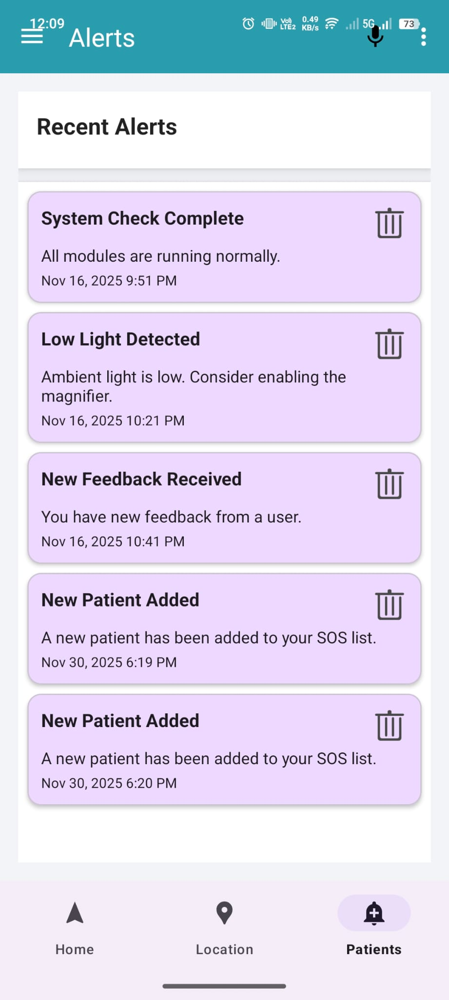 12:09
Vo)) LTE2
0.49 KB/s
5G
73
Alerts
Recent Alerts
System Check Complete
All modules are running normally.
Nov 16, 2025 9:51 PM
Low Light Detected
Ambient light is low. Consider enabling the
magnifier.
Nov 16, 2025 10:21 PM
New Feedback Received
You have new feedback from a user.
Nov 16, 2025 10:41 PM
New Patient Added
A new patient has been added to your SOS list.
Nov 30, 2025 6:19 PM
New Patient Added
A new patient has been added to your SOS list.
Nov 30, 2025 6:20 PM
Home
Location
Patients